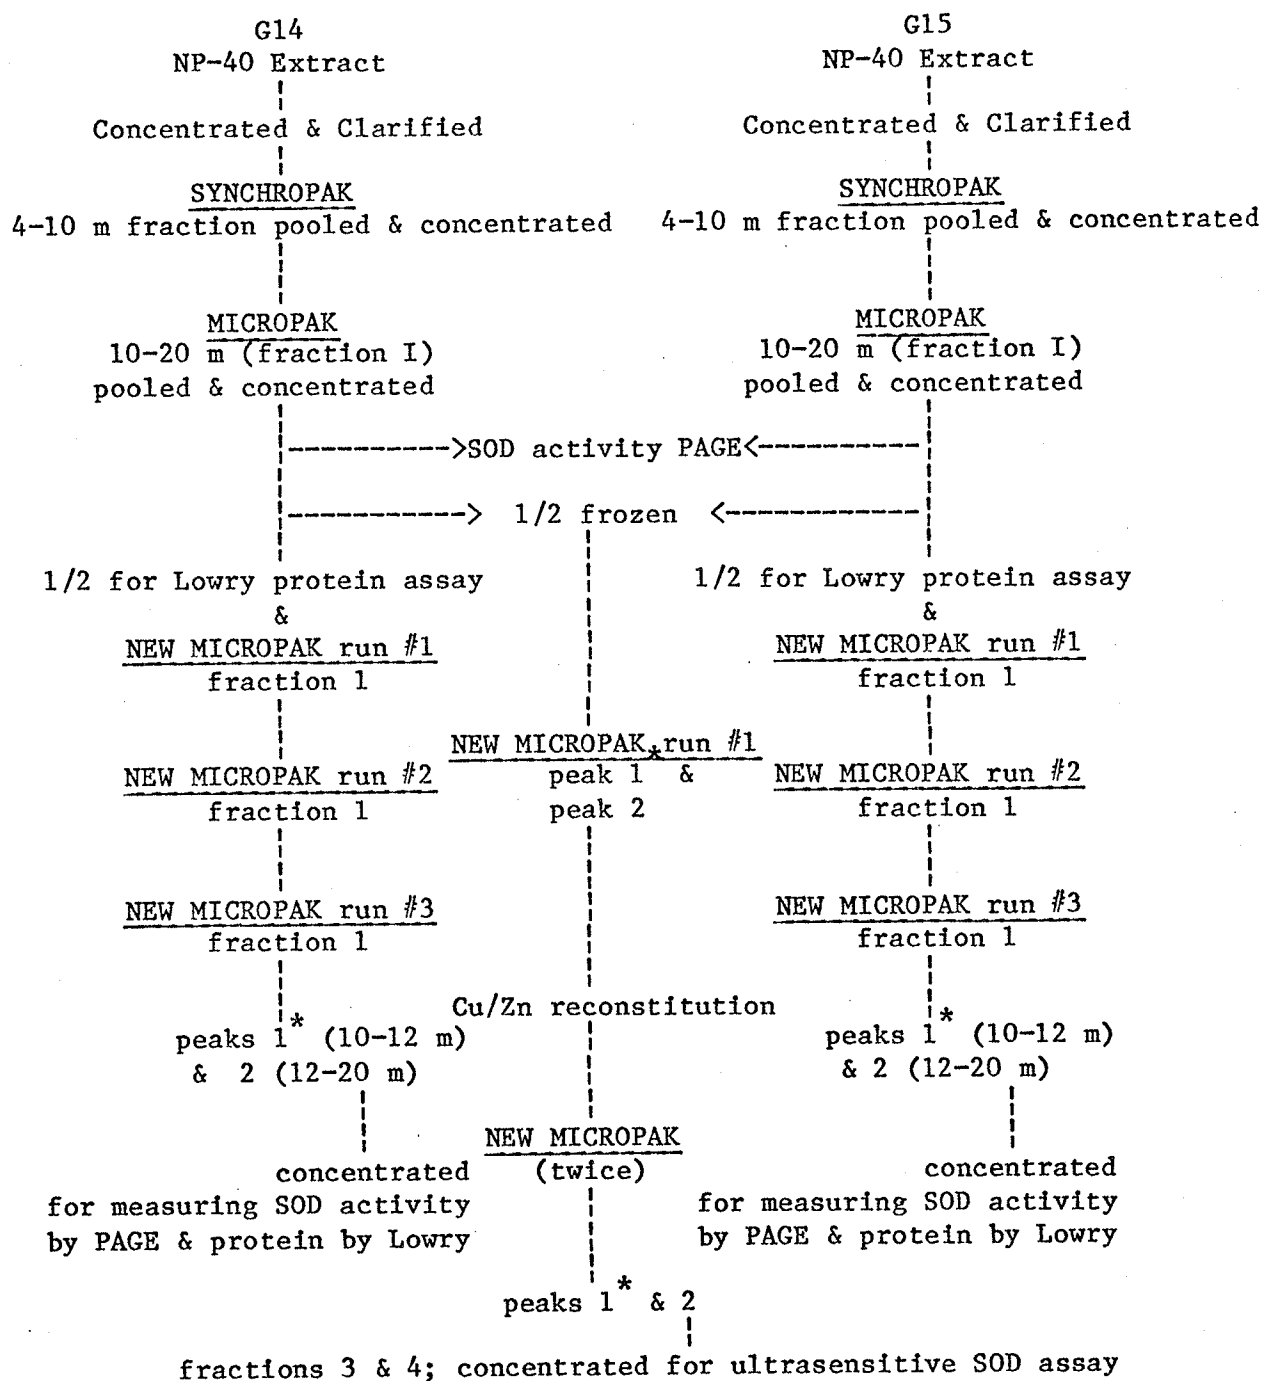 G14
NP-40 Extract
Concentrated & Clarified
SYNCHROPAK
4-10 m fraction pooled & concentrated
MICROPAK
10-20 m (fraction I)
pooled & concentrated
G15
NP-40 Extract
Concentrated & Clarified
SYNCHROPAK
4-10 m fraction pooled & concentrated
MICROPAK
10-20 m (fraction I)
pooled & concentrated
SOD activity PAGE
1/2 frozen
1/2 for Lowry protein assay
&
NEW MICROPAK run #1
fraction 1
NEW MICROPAK run #2
fraction 1
NEW MICROPAK run #3
fraction 1
peaks 1* (10-12 m)
& 2 (12-20 m)
concentrated
for measuring SOD activity
by PAGE & protein by Lowry
NEW MICROPAK run #1
peak 1* &
peak 2
Cu/Zn reconstitution
NEW MICROPAK
(twice)
peaks 1* & 2
1/2 for Lowry protein assay
&
NEW MICROPAK run #1
fraction 1
NEW MICROPAK run #2
fraction 1
NEW MICROPAK run #3
fraction 1
peaks 1* (10-12 m)
& 2 (12-20 m)
concentrated
for measuring SOD activity
by PAGE & protein by Lowry
fractions 3 & 4; concentrated for ultrasensitive SOD assay